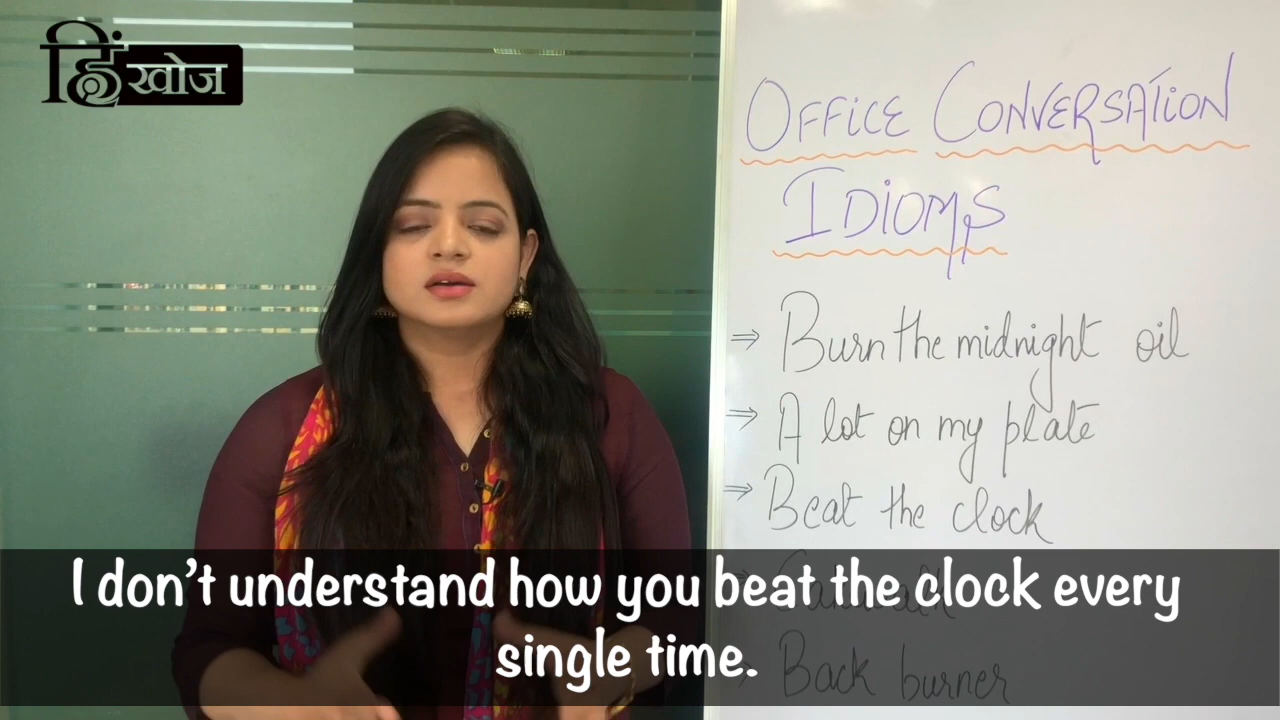 हिंखोज
OFFICE CONVERSATION
IDIOMS
⇒ Burn the midnight oil
⇒ A lot on my plate
⇒ Beat the clock
Back burner
I don't understand how you beat the clock every
single time.